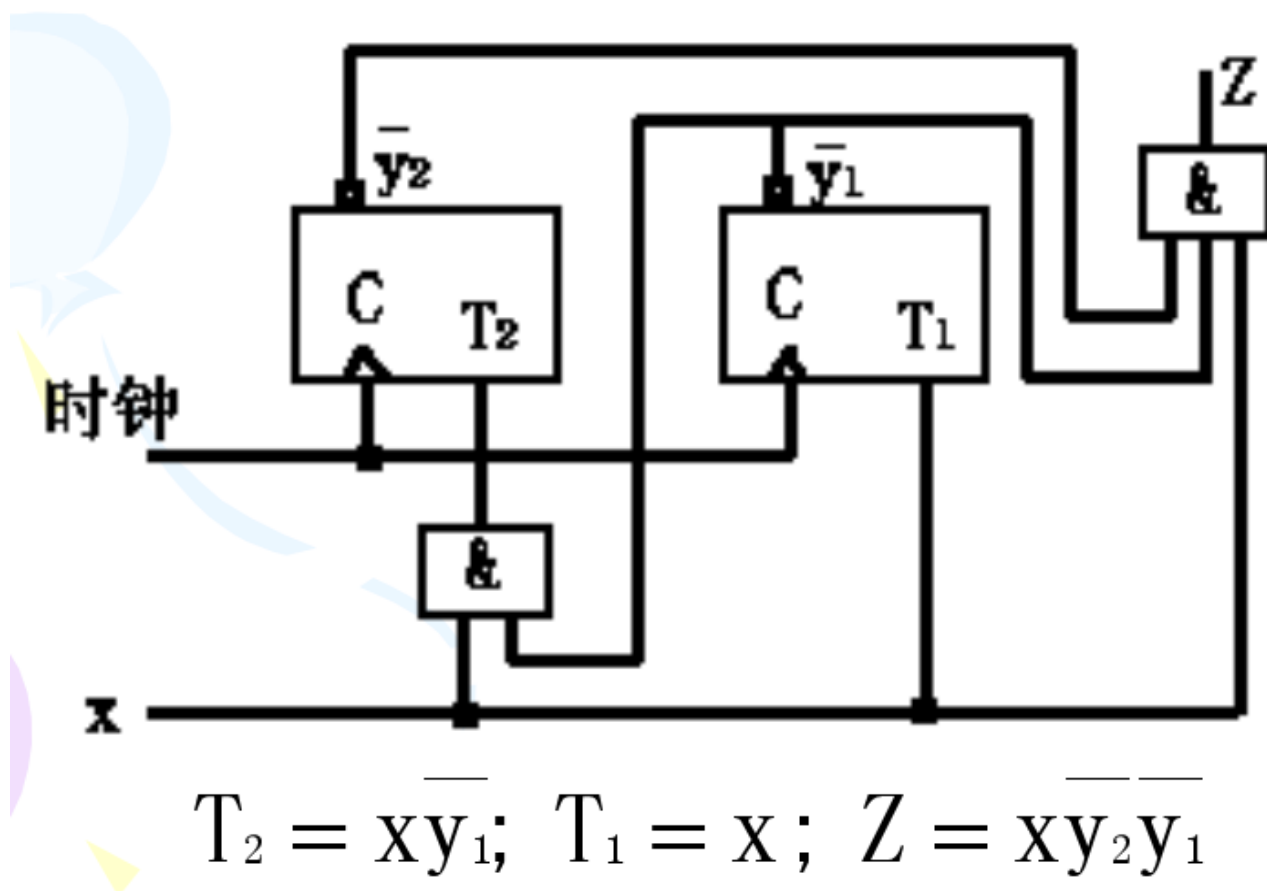 Z
y̅₂ y̅₁ &
C T₂ C T₁
时钟
&
x
T₂ = xy̅₁; T₁ = x; Z = xy̅₂y̅₁